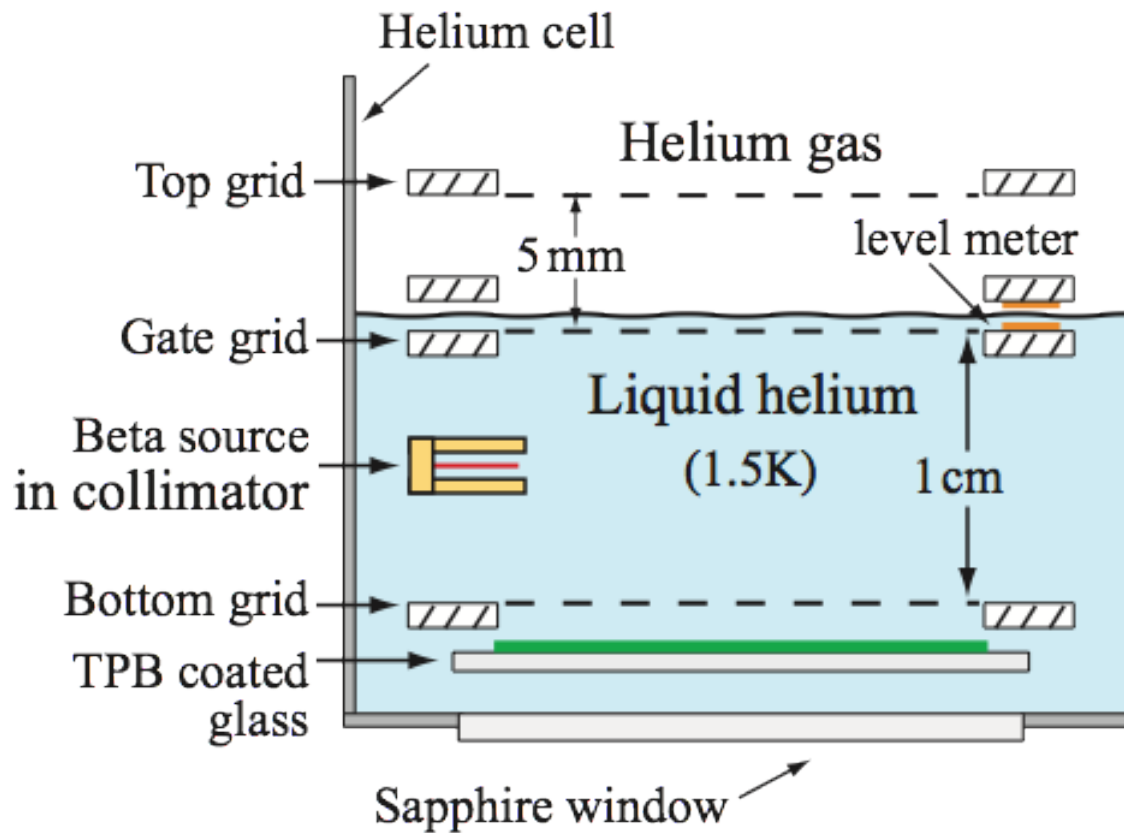 Helium cell
Helium gas
Top grid
level meter
5 mm
Gate grid
Liquid helium
(1.5K)
Beta source
in collimator
1 cm
Bottom grid
TPB coated
glass
Sapphire window